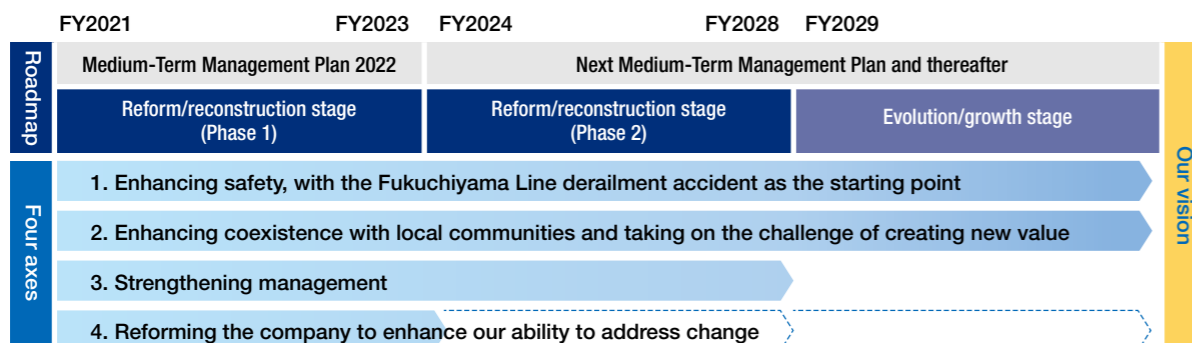 FY2021 FY2023 FY2024 FY2028 FY2029
Roadmap
Medium-Term Management Plan 2022
Next Medium-Term Management Plan and thereafter
Reform/reconstruction stage
(Phase 1)
Reform/reconstruction stage
(Phase 2)
Evolution/growth stage
Four axes
1. Enhancing safety, with the Fukuchiyama Line derailment accident as the starting point
2. Enhancing coexistence with local communities and taking on the challenge of creating new value
3. Strengthening management
4. Reforming the company to enhance our ability to address change
Our vision